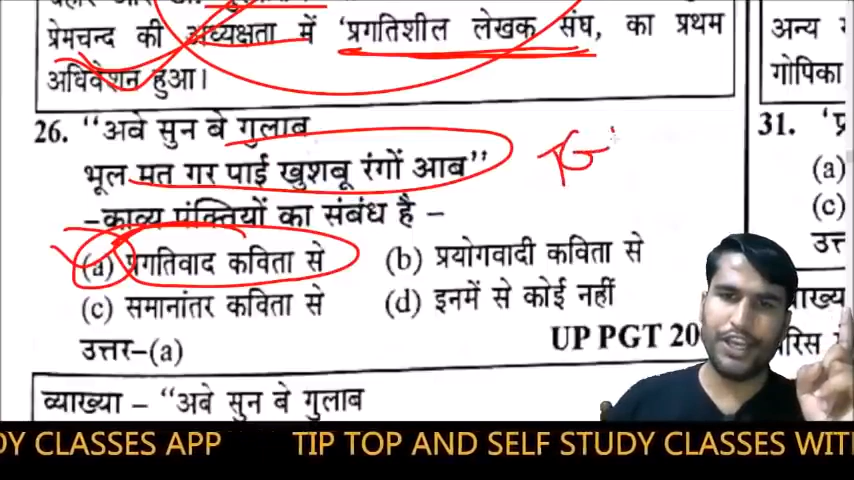 प्रेमचन्द की अध्यक्षता में 'प्रगतिशील लेखक संघ, का प्रथम
अधिवेशन हुआ।
26. "अबे सुन बे गुलाब
भूल मत गर पाई खुशबू रंगों आब"
–काव्य पंक्तियों का संबंध है –
(a) प्रगतिवाद कविता से (b) प्रयोगवादी कविता से
(c) समानांतर कविता से (d) इनमें से कोई नहीं
उत्तर–(a)
UP PGT 20
व्याख्या – "अबे सुन बे गुलाब
अन्य
गोपिका
31.
(a)
(c)
उत्त
DY CLASSES APP TIP TOP AND SELF STUDY CLASSES WITH